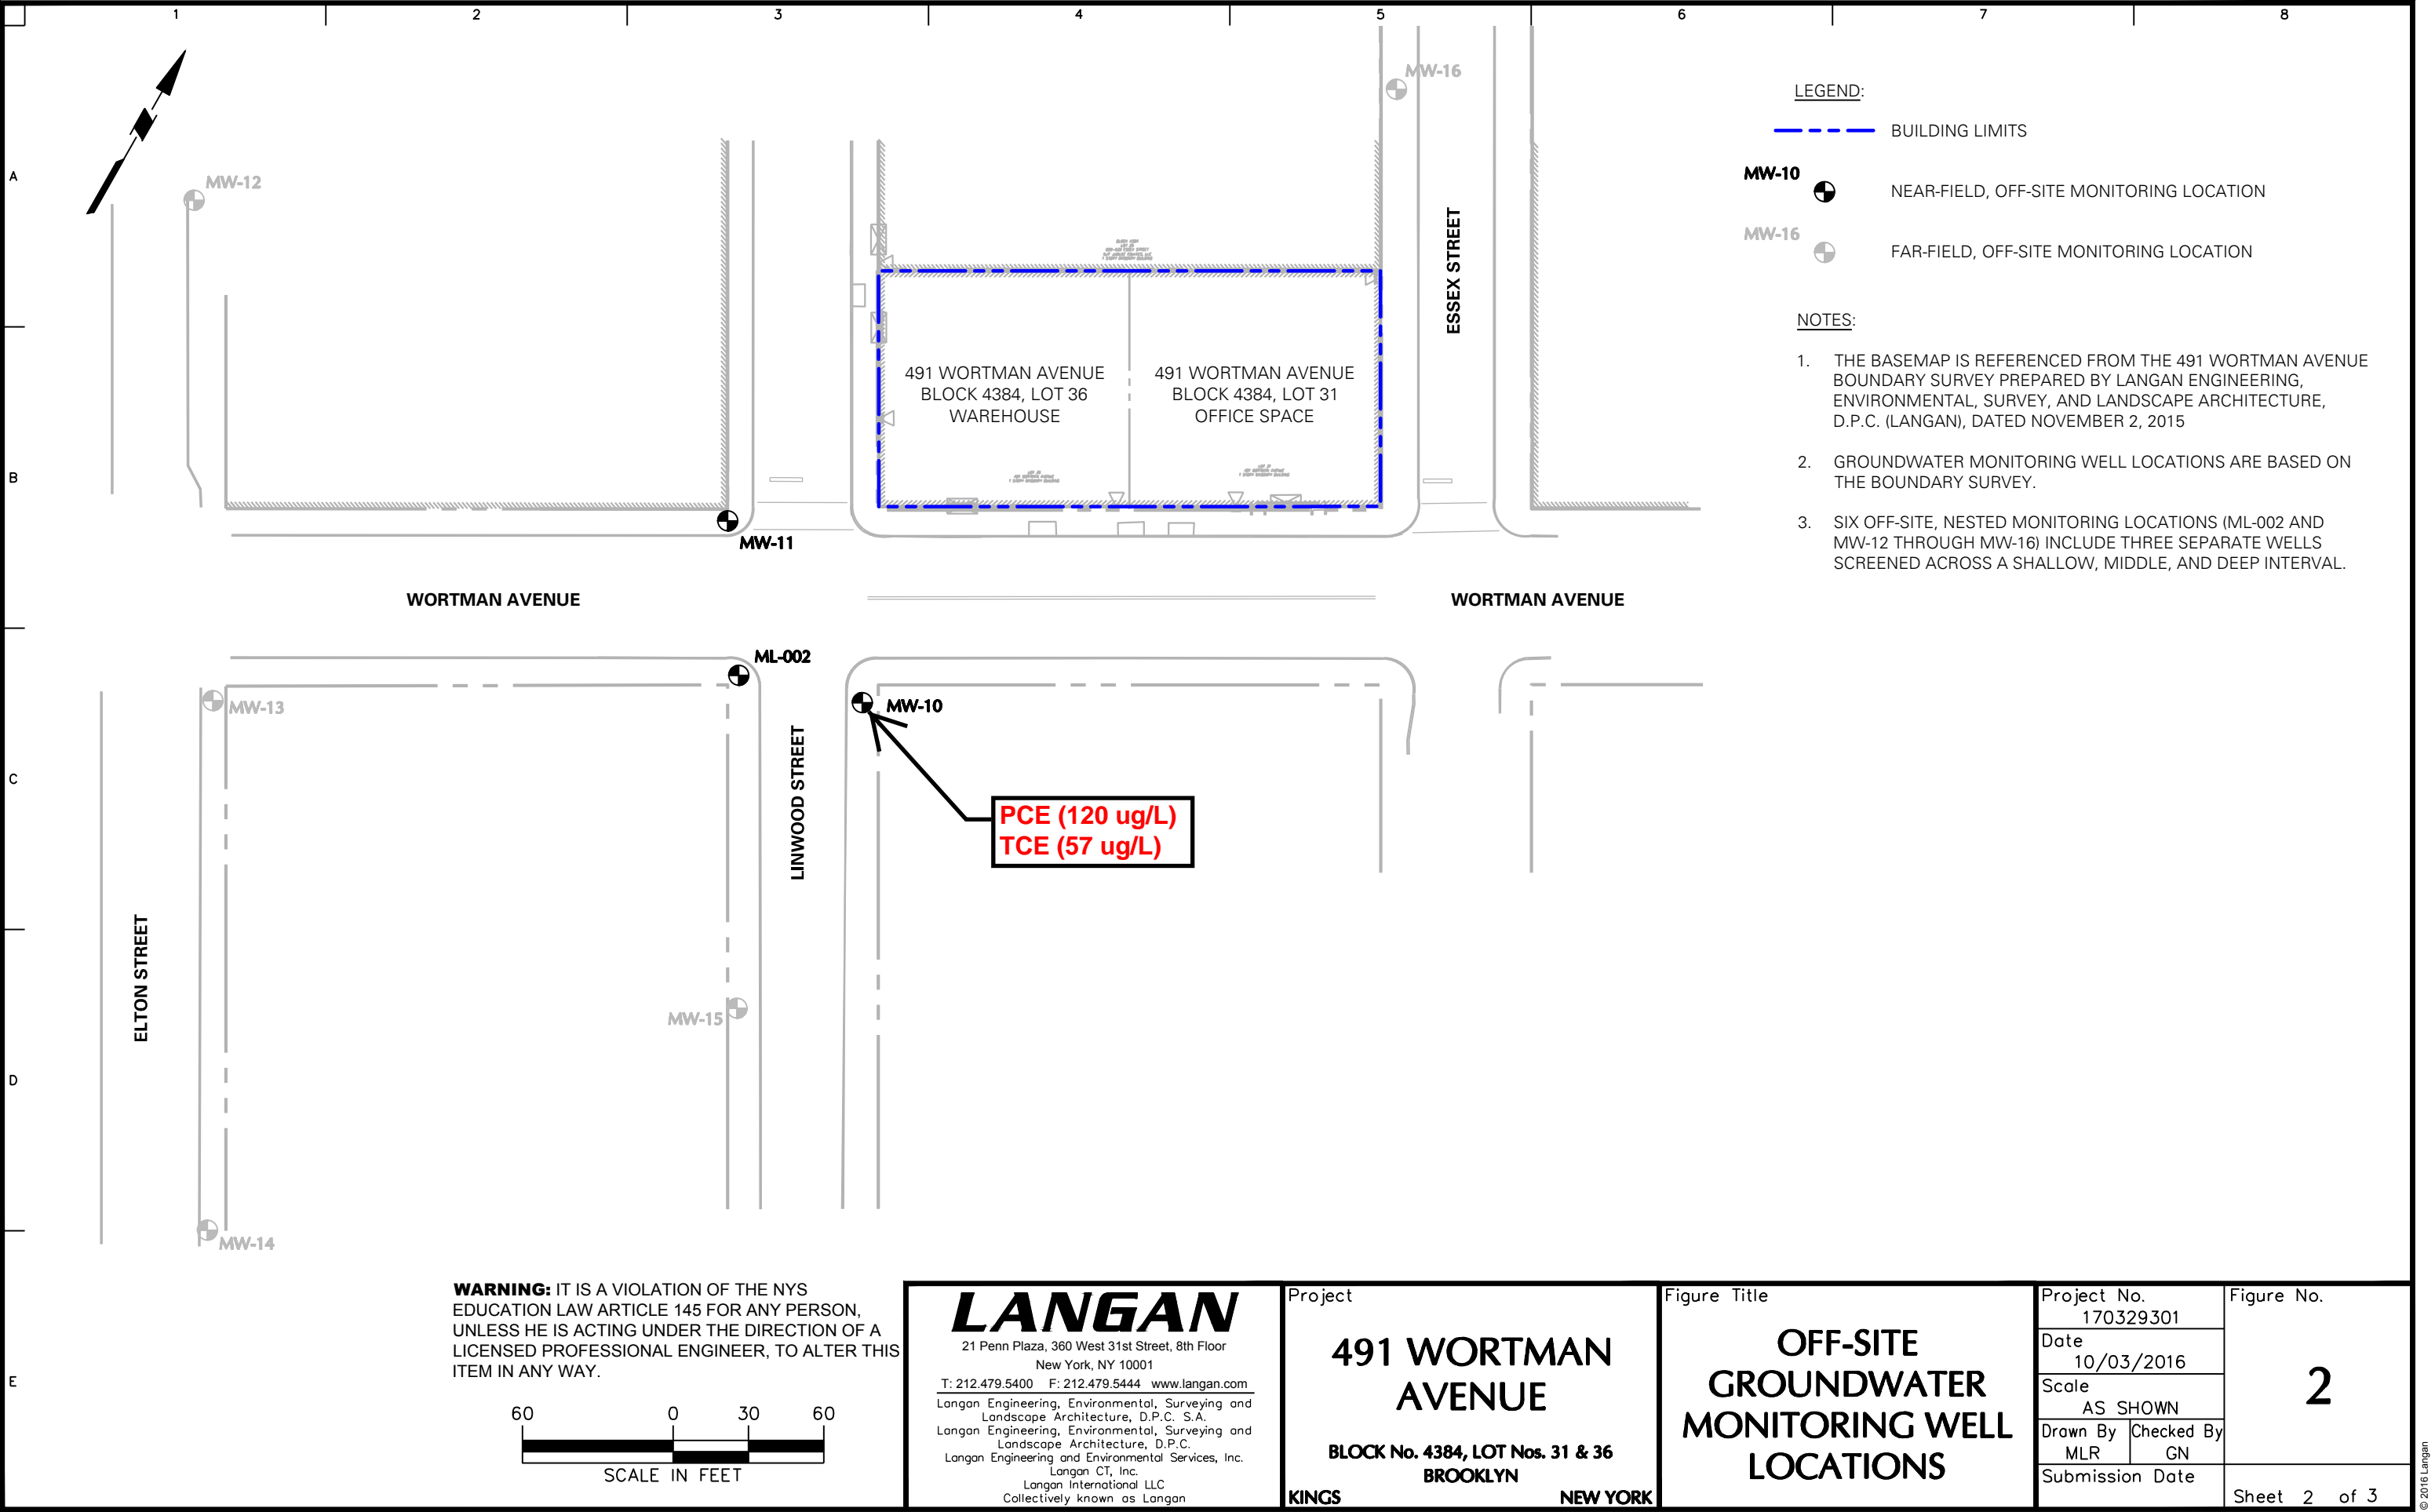 1 2 3 4 5 6 7 8
A
B
C
D
E
MW-16
MW-12
ESSEX STREET
491 WORTMAN AVENUE
BLOCK 4384, LOT 36
WAREHOUSE
491 WORTMAN AVENUE
BLOCK 4384, LOT 31
OFFICE SPACE
MW-11
WORTMAN AVENUE
WORTMAN AVENUE
ML-002
MW-13
MW-10
LINWOOD STREET
PCE (120 ug/L)
TCE (57 ug/L)
ELTON STREET
MW-15
MW-14
LEGEND:
BUILDING LIMITS
MW-10
NEAR-FIELD, OFF-SITE MONITORING LOCATION
MW-16
FAR-FIELD, OFF-SITE MONITORING LOCATION
NOTES:
1. THE BASEMAP IS REFERENCED FROM THE 491 WORTMAN AVENUE
BOUNDARY SURVEY PREPARED BY LANGAN ENGINEERING,
ENVIRONMENTAL, SURVEY, AND LANDSCAPE ARCHITECTURE,
D.P.C. (LANGAN), DATED NOVEMBER 2, 2015
2. GROUNDWATER MONITORING WELL LOCATIONS ARE BASED ON
THE BOUNDARY SURVEY.
3. SIX OFF-SITE, NESTED MONITORING LOCATIONS (ML-002 AND
MW-12 THROUGH MW-16) INCLUDE THREE SEPARATE WELLS
SCREENED ACROSS A SHALLOW, MIDDLE, AND DEEP INTERVAL.
WARNING: IT IS A VIOLATION OF THE NYS
EDUCATION LAW ARTICLE 145 FOR ANY PERSON,
UNLESS HE IS ACTING UNDER THE DIRECTION OF A
LICENSED PROFESSIONAL ENGINEER, TO ALTER THIS
ITEM IN ANY WAY.
60 0 30 60
SCALE IN FEET
LANGAN
21 Penn Plaza, 360 West 31st Street, 8th Floor
New York, NY 10001
T: 212.479.5400 F: 212.479.5444 www.langan.com
Langan Engineering, Environmental, Surveying and
Landscape Architecture, D.P.C. S.A.
Langan Engineering, Environmental, Surveying and
Landscape Architecture, D.P.C.
Langan Engineering and Environmental Services, Inc.
Langan CT, Inc.
Langan International LLC
Collectively known as Langan
Project
491 WORTMAN
AVENUE
BLOCK No. 4384, LOT Nos. 31 & 36
BROOKLYN
KINGS NEW YORK
Figure Title
OFF-SITE
GROUNDWATER
MONITORING WELL
LOCATIONS
Project No.
170329301
Date
10/03/2016
Scale
AS SHOWN
Drawn By Checked By
MLR GN
Submission Date
Figure No.
2
Sheet 2 of 3
© 2016 Langan